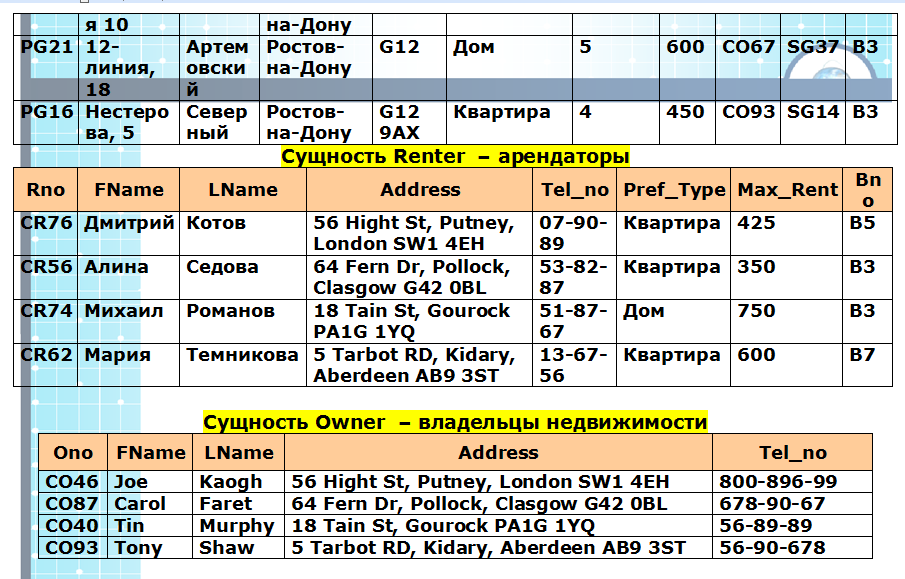 я 10 на-Дону
PG21 12- Артем Ростов- G12 Дом 5 600 CO67 SG37 B3
линия, овски на-Дону
18 й
PG16 Нестеро Север Ростов- G12 Квартира 4 450 CO93 SG14 B3
ва, 5 ный на-Дону 9AX
Сущность Renter – арендаторы
Rno FName LName Address Tel_no Pref_Type Max_Rent Bn
o
CR76 Дмитрий Котов 56 Hight St, Putney, 07-90- Квартира 425 B5
London SW1 4EH 89
CR56 Алина Седова 64 Fern Dr, Pollock, 53-82- Квартира 350 B3
Clasgow G42 0BL 87
CR74 Михаил Романов 18 Tain St, Gourock 51-87- Дом 750 B3
PA1G 1YQ 67
CR62 Мария Темникова 5 Tarbot RD, Kidary, 13-67- Квартира 600 B7
Aberdeen AB9 3ST 56
Сущность Owner – владельцы недвижимости
Ono FName LName Address Tel_no
CO46 Joe Kaogh 56 Hight St, Putney, London SW1 4EH 800-896-99
CO87 Carol Faret 64 Fern Dr, Pollock, Clasgow G42 0BL 678-90-67
CO40 Tin Murphy 18 Tain St, Gourock PA1G 1YQ 56-89-89
CO93 Tony Shaw 5 Tarbot RD, Kidary, Aberdeen AB9 3ST 56-90-678